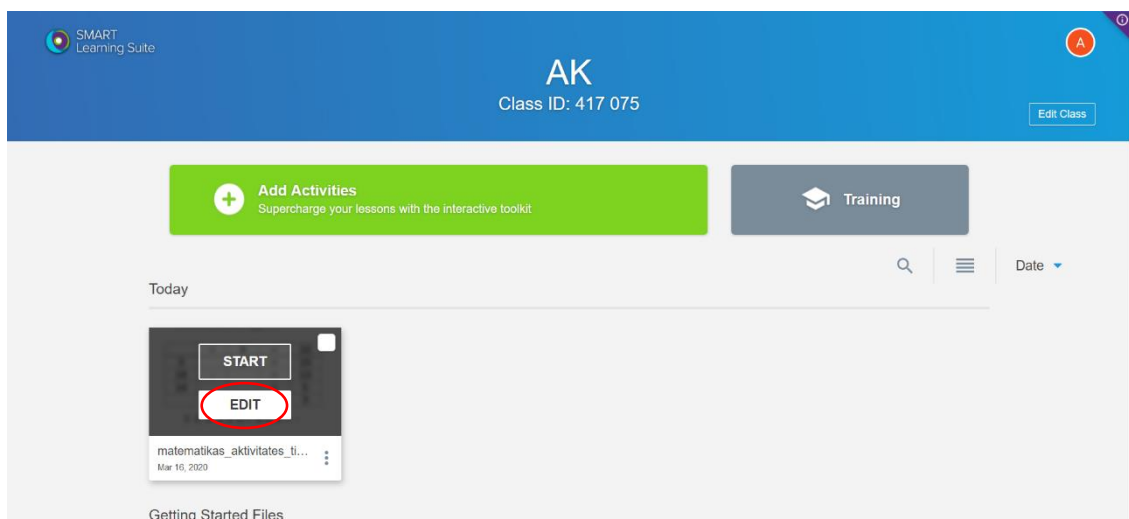 SMART
Learning Suite
A
AK
Class ID: 417 075
Edit Class
Add Activities
Supercharge your lessons with the interactive toolkit
Training
Date
Today
START
EDIT
matematikas_aktivitates_ti...
Mar 16, 2020
Getting Started Files